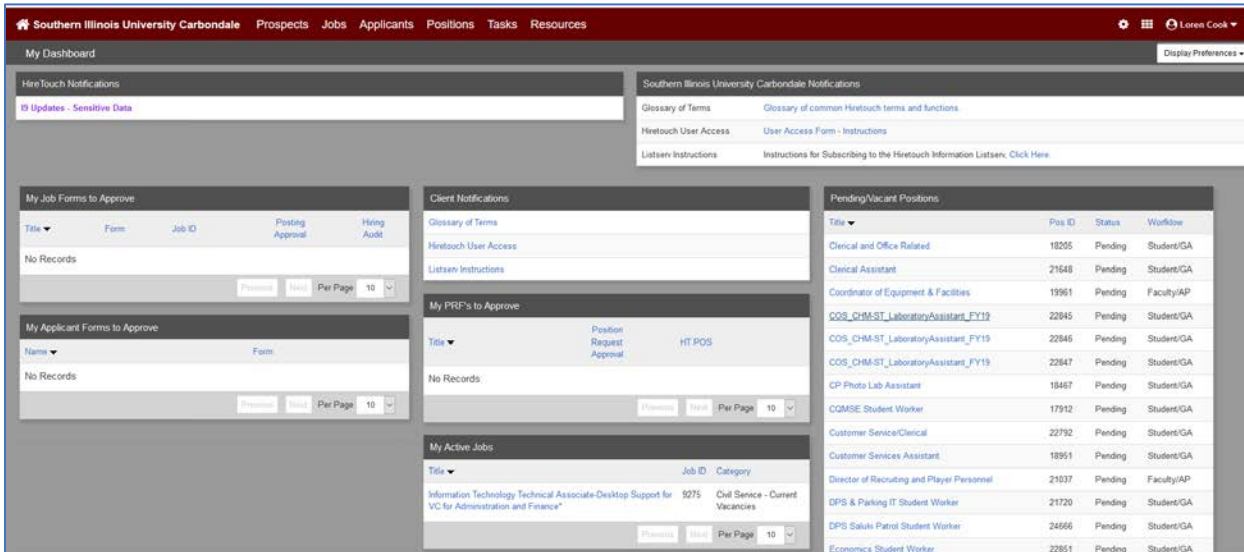 Southern Illinois University Carbondale Prospects Jobs Applicants Positions Tasks Resources Loren Cook
My Dashboard Display Preferences
HireTouch Notifications
I9 Updates - Sensitive Data
Southern Illinois University Carbondale Notifications
Glossary of Terms Glossary of common Hiretouch terms and functions.
Hiretouch User Access User Access Form - Instructions
Listserv Instructions Instructions for Subscribing to the Hiretouch Information Listserv, Click Here.
My Job Forms to Approve
Title Form Job ID Posting Approval Hiring Audit
No Records
Previous Next Per Page 10
My Applicant Forms to Approve
Name Form
No Records
Previous Next Per Page 10
Client Notifications
Glossary of Terms
Hiretouch User Access
Listserv Instructions
My PRF's to Approve
Title Position Request Approval HT POS
No Records
Previous Next Per Page 10
My Active Jobs
Title Job ID Category
Information Technology Technical Associate-Desktop Support for 9275 Civil Service - Current
VC for Administration and Finance* Vacancies
Previous Next Per Page 10
Pending/Vacant Positions
Title Pos ID Status Workflow
Clerical and Office Related 18205 Pending Student/GA
Clerical Assistant 21648 Pending Student/GA
Coordinator of Equipment & Facilities 19961 Pending Faculty/AP
COS_CHM-ST_LaboratoryAssistant_FY19 22845 Pending Student/GA
COS_CHM-ST_LaboratoryAssistant_FY19 22846 Pending Student/GA
COS_CHM-ST_LaboratoryAssistant_FY19 22847 Pending Student/GA
CP Photo Lab Assistant 18467 Pending Student/GA
CQMSE Student Worker 17912 Pending Student/GA
Customer Service/Clerical 22792 Pending Student/GA
Customer Services Assistant 18951 Pending Student/GA
Director of Recruiting and Player Personnel 21037 Pending Faculty/AP
DPS & Parking IT Student Worker 21720 Pending Student/GA
DPS Saluki Patrol Student Worker 24666 Pending Student/GA
Economics Student Worker 22851 Pending Student/GA